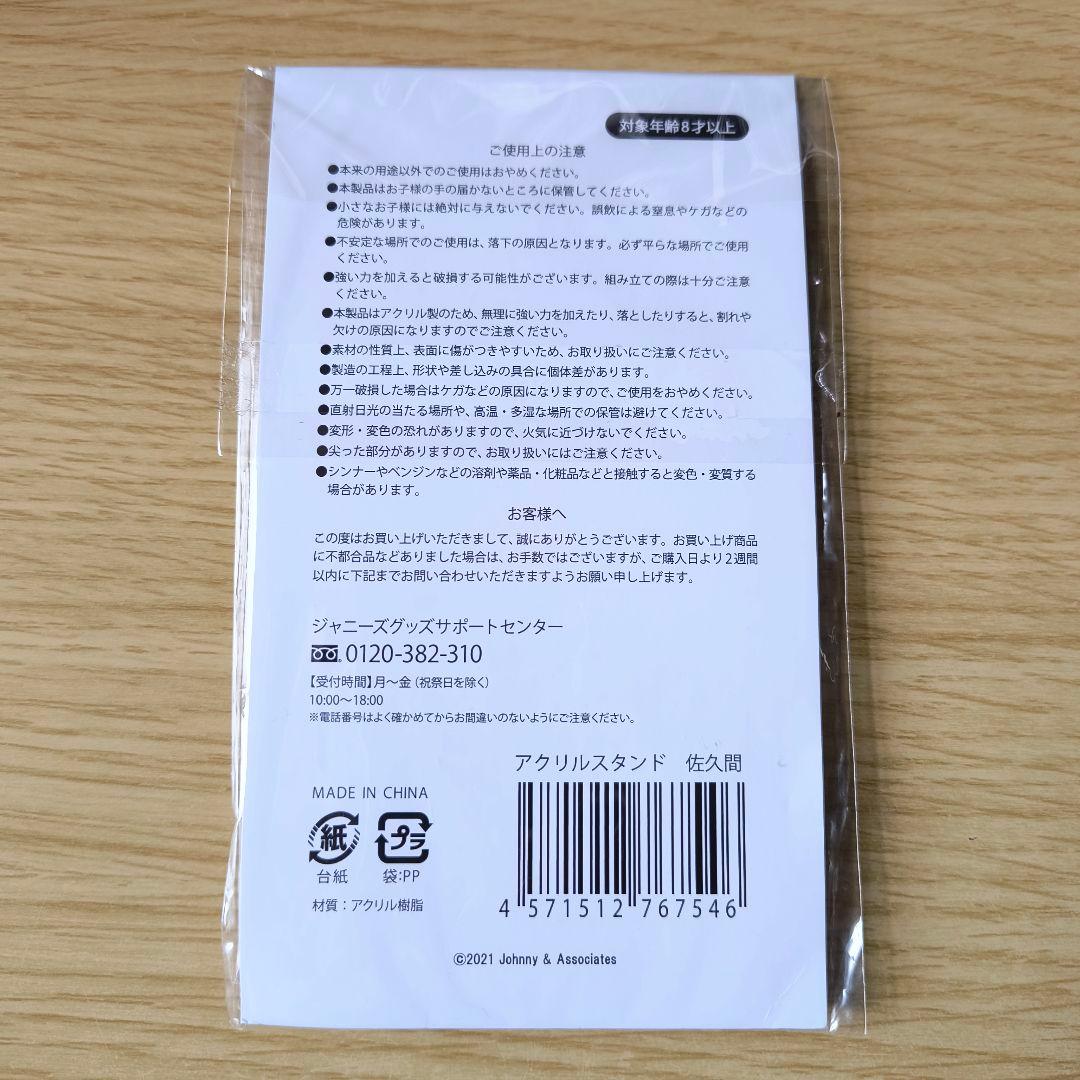 対象年齢8才以上
ご使用上の注意
●本来の用途以外でのご使用はおやめください。
●本製品はお子様の手の届かないところに保管してください。
●小さなお子様には絶対に与えないでください。誤飲による窒息やケガなどの
危険があります。
●不安定な場所でのご使用は、落下の原因となります。必ず平らな場所でご使用
ください。
●強い力を加えると破損する可能性がございます。組み立ての際は十分ご注意
ください。
●本製品はアクリル製のため、無理に強い力を加えたり、落としたりすると、割れや
欠けの原因になりますのでご注意ください。
●素材の性質上、表面に傷がつきやすいため、お取り扱いにご注意ください。
●製造の工程上、形状や差し込みの具合に個体差があります。
●万一破損した場合はケガなどの原因になりますので、ご使用をおやめください。
●直射日光の当たる場所や、高温・多湿な場所での保管は避けてください。
●変形・変色の恐れがありますので、火気に近づけないでください。
●尖った部分がありますので、お取り扱いにはご注意ください。
●シンナーやベンジンなどの溶剤や薬品・化粧品などと接触すると変色・変質する
場合があります。
お客様へ
この度はお買い上げいただきまして、誠にありがとうございます。お買い上げ商品
に不都合品などありました場合は、お手数ではございますが、ご購入日より2週間
以内に下記までお問い合わせいただきますようお願い申し上げます。
ジャニーズグッズサポートセンター
0120-382-310
【受付時間】月～金（祝祭日を除く）
10:00～18:00
※電話番号はよく確かめてからお間違いのないようにご注意ください。
アクリルスタンド 佐久間
MADE IN CHINA
紙 プラ
台紙 袋:PP
材質：アクリル樹脂
4 571512 767546
©2021 Johnny & Associates